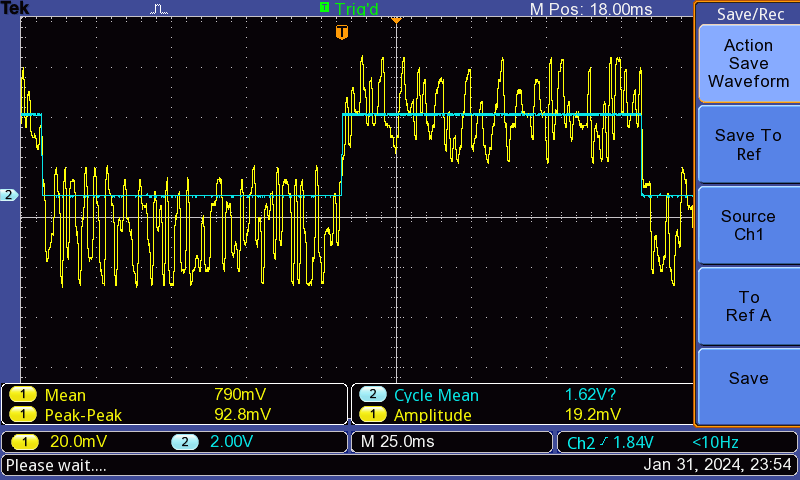 Tek
T Trig'd
M Pos: 18.00ms
Save/Rec
T
Action
Save
Waveform
Save To
Ref
2
Source
Ch1
To
Ref A
Save
1 Mean 790mV
2 Cycle Mean 1.62V?
1 Peak-Peak 92.8mV
1 Amplitude 19.2mV
1 20.0mV 2 2.00V
M 25.0ms
Ch2 / 1.84V <10Hz
Please wait....
Jan 31, 2024, 23:54